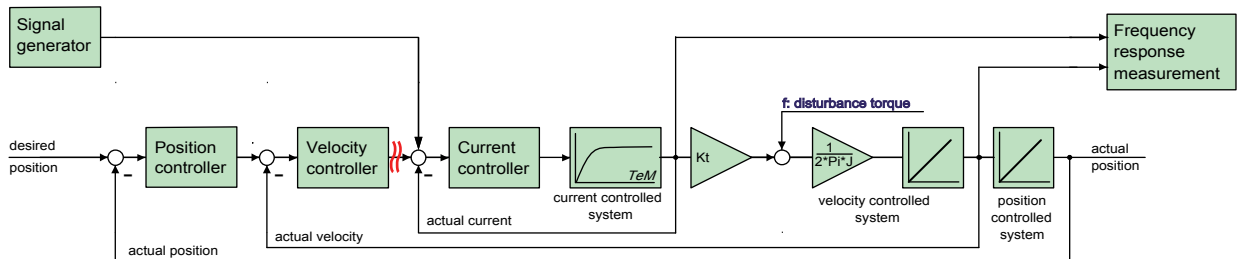 Signal
generator
Frequency
response
measurement
f: disturbance torque
desired
position
Position
controller
Velocity
controller
Current
controller
TeM
current controlled
system
Kt
1
2*Pi*J
velocity controlled
system
position
controlled
system
actual
position
actual current
actual velocity
actual position